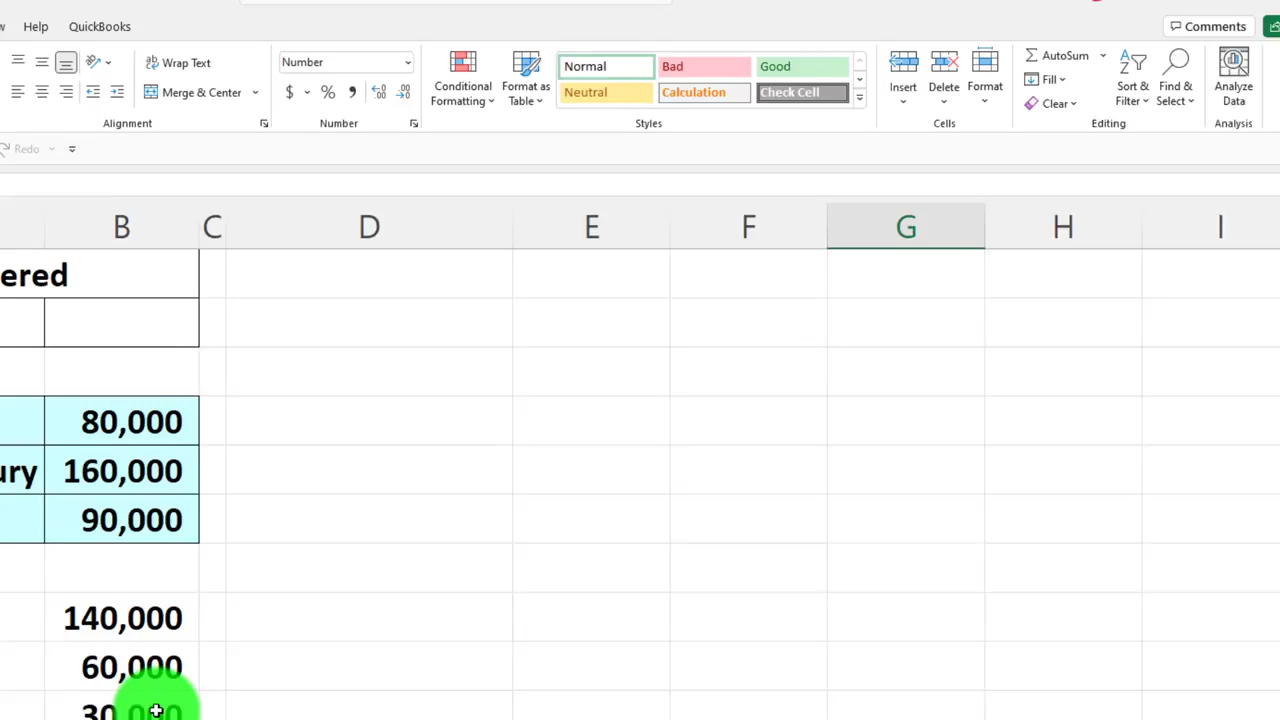 Help QuickBooks
Comments
Wrap Text
Number
Conditional Formatting
Format as Table
Normal Bad Good
Neutral Calculation Check Cell
Insert Delete Format
AutoSum
Fill
Clear
Sort & Filter
Find & Select
Analyze Data
Merge & Center
$ % ,
Alignment Number Styles Cells Editing Analysis
Redo
B C D E F G H I
ered
80,000
ury 160,000
90,000
140,000
60,000
30,000